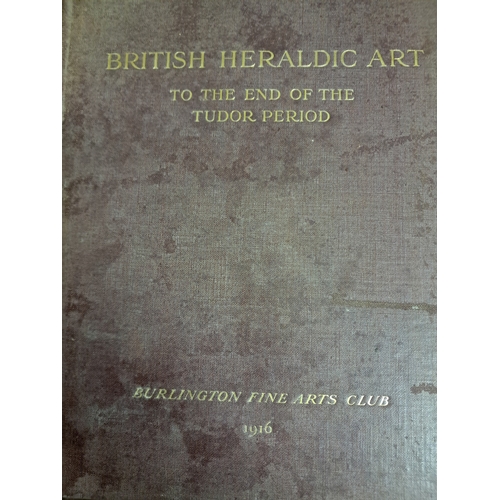 BRITISH HERALDIC ART
TO THE END OF THE
TUDOR PERIOD
BURLINGTON FINE ARTS CLUB
1916